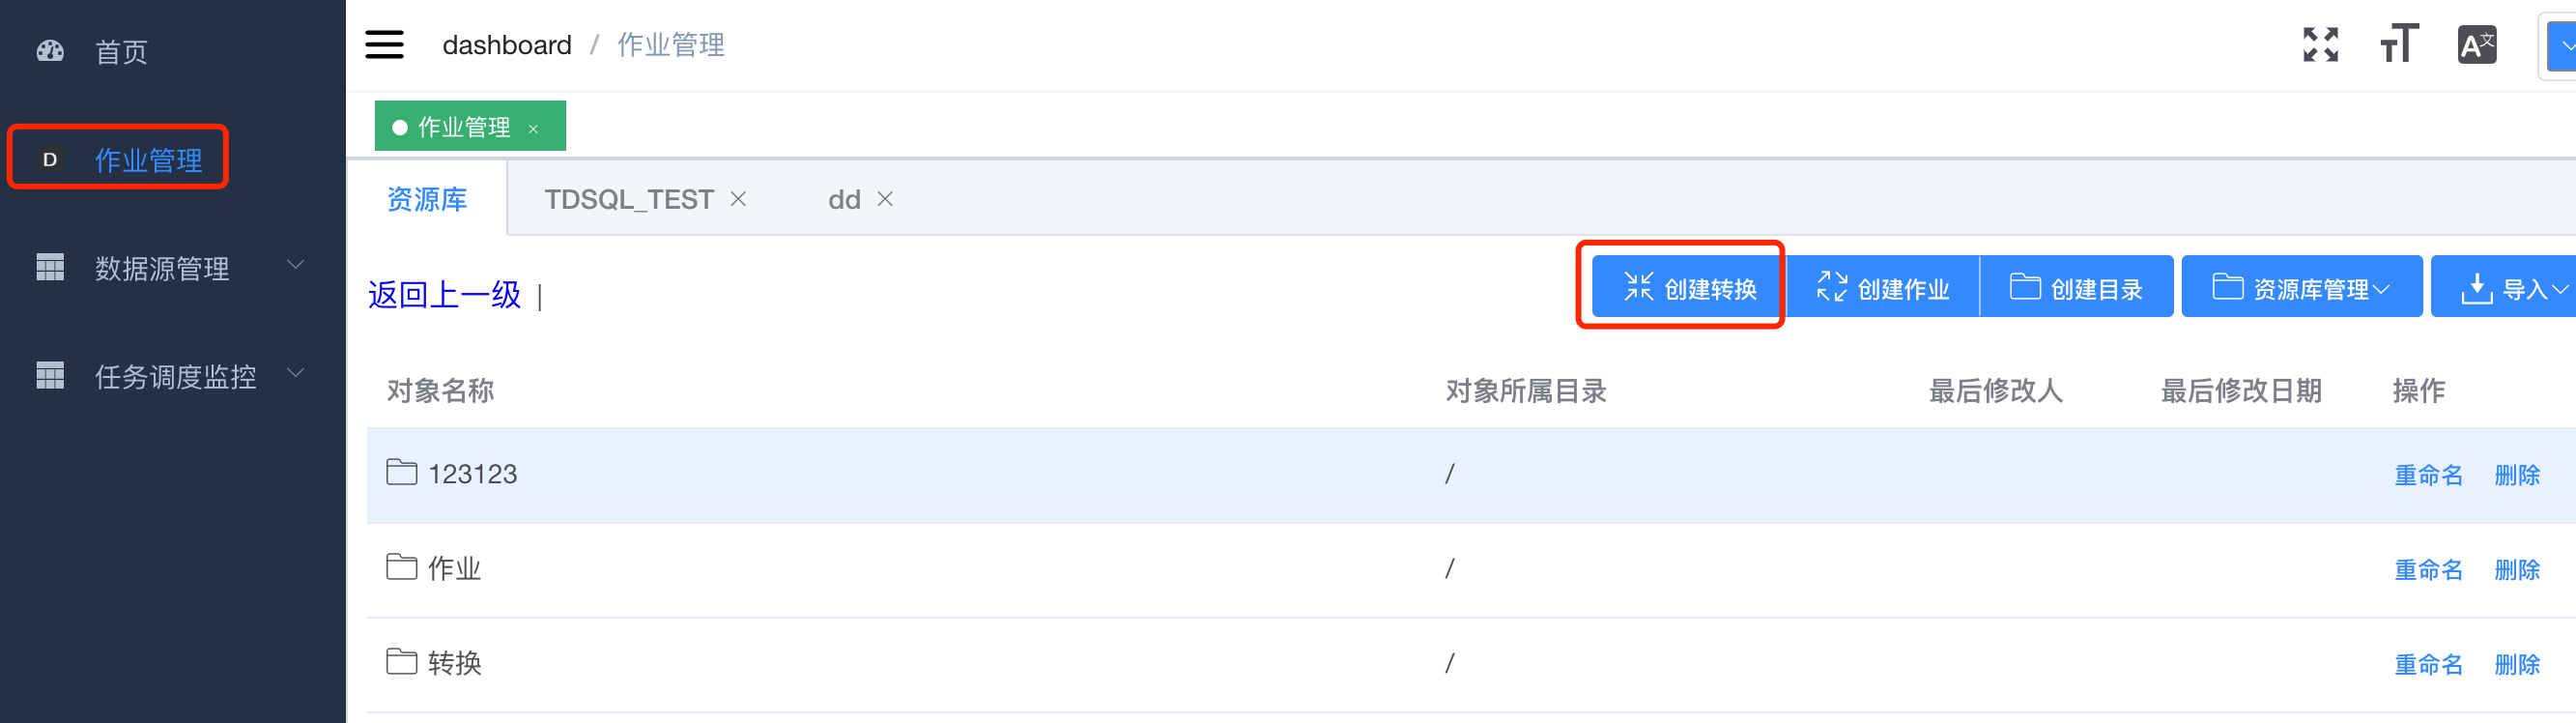 首页
D 作业管理
数据源管理
任务调度监控
dashboard / 作业管理
A文
作业管理 ×
资源库 TDSQL_TEST × dd ×
返回上一级 |
创建转换 创建作业 创建目录 资源库管理 导入
对象名称 对象所属目录 最后修改人 最后修改日期 操作
123123 / 重命名 删除
作业 / 重命名 删除
转换 / 重命名 删除